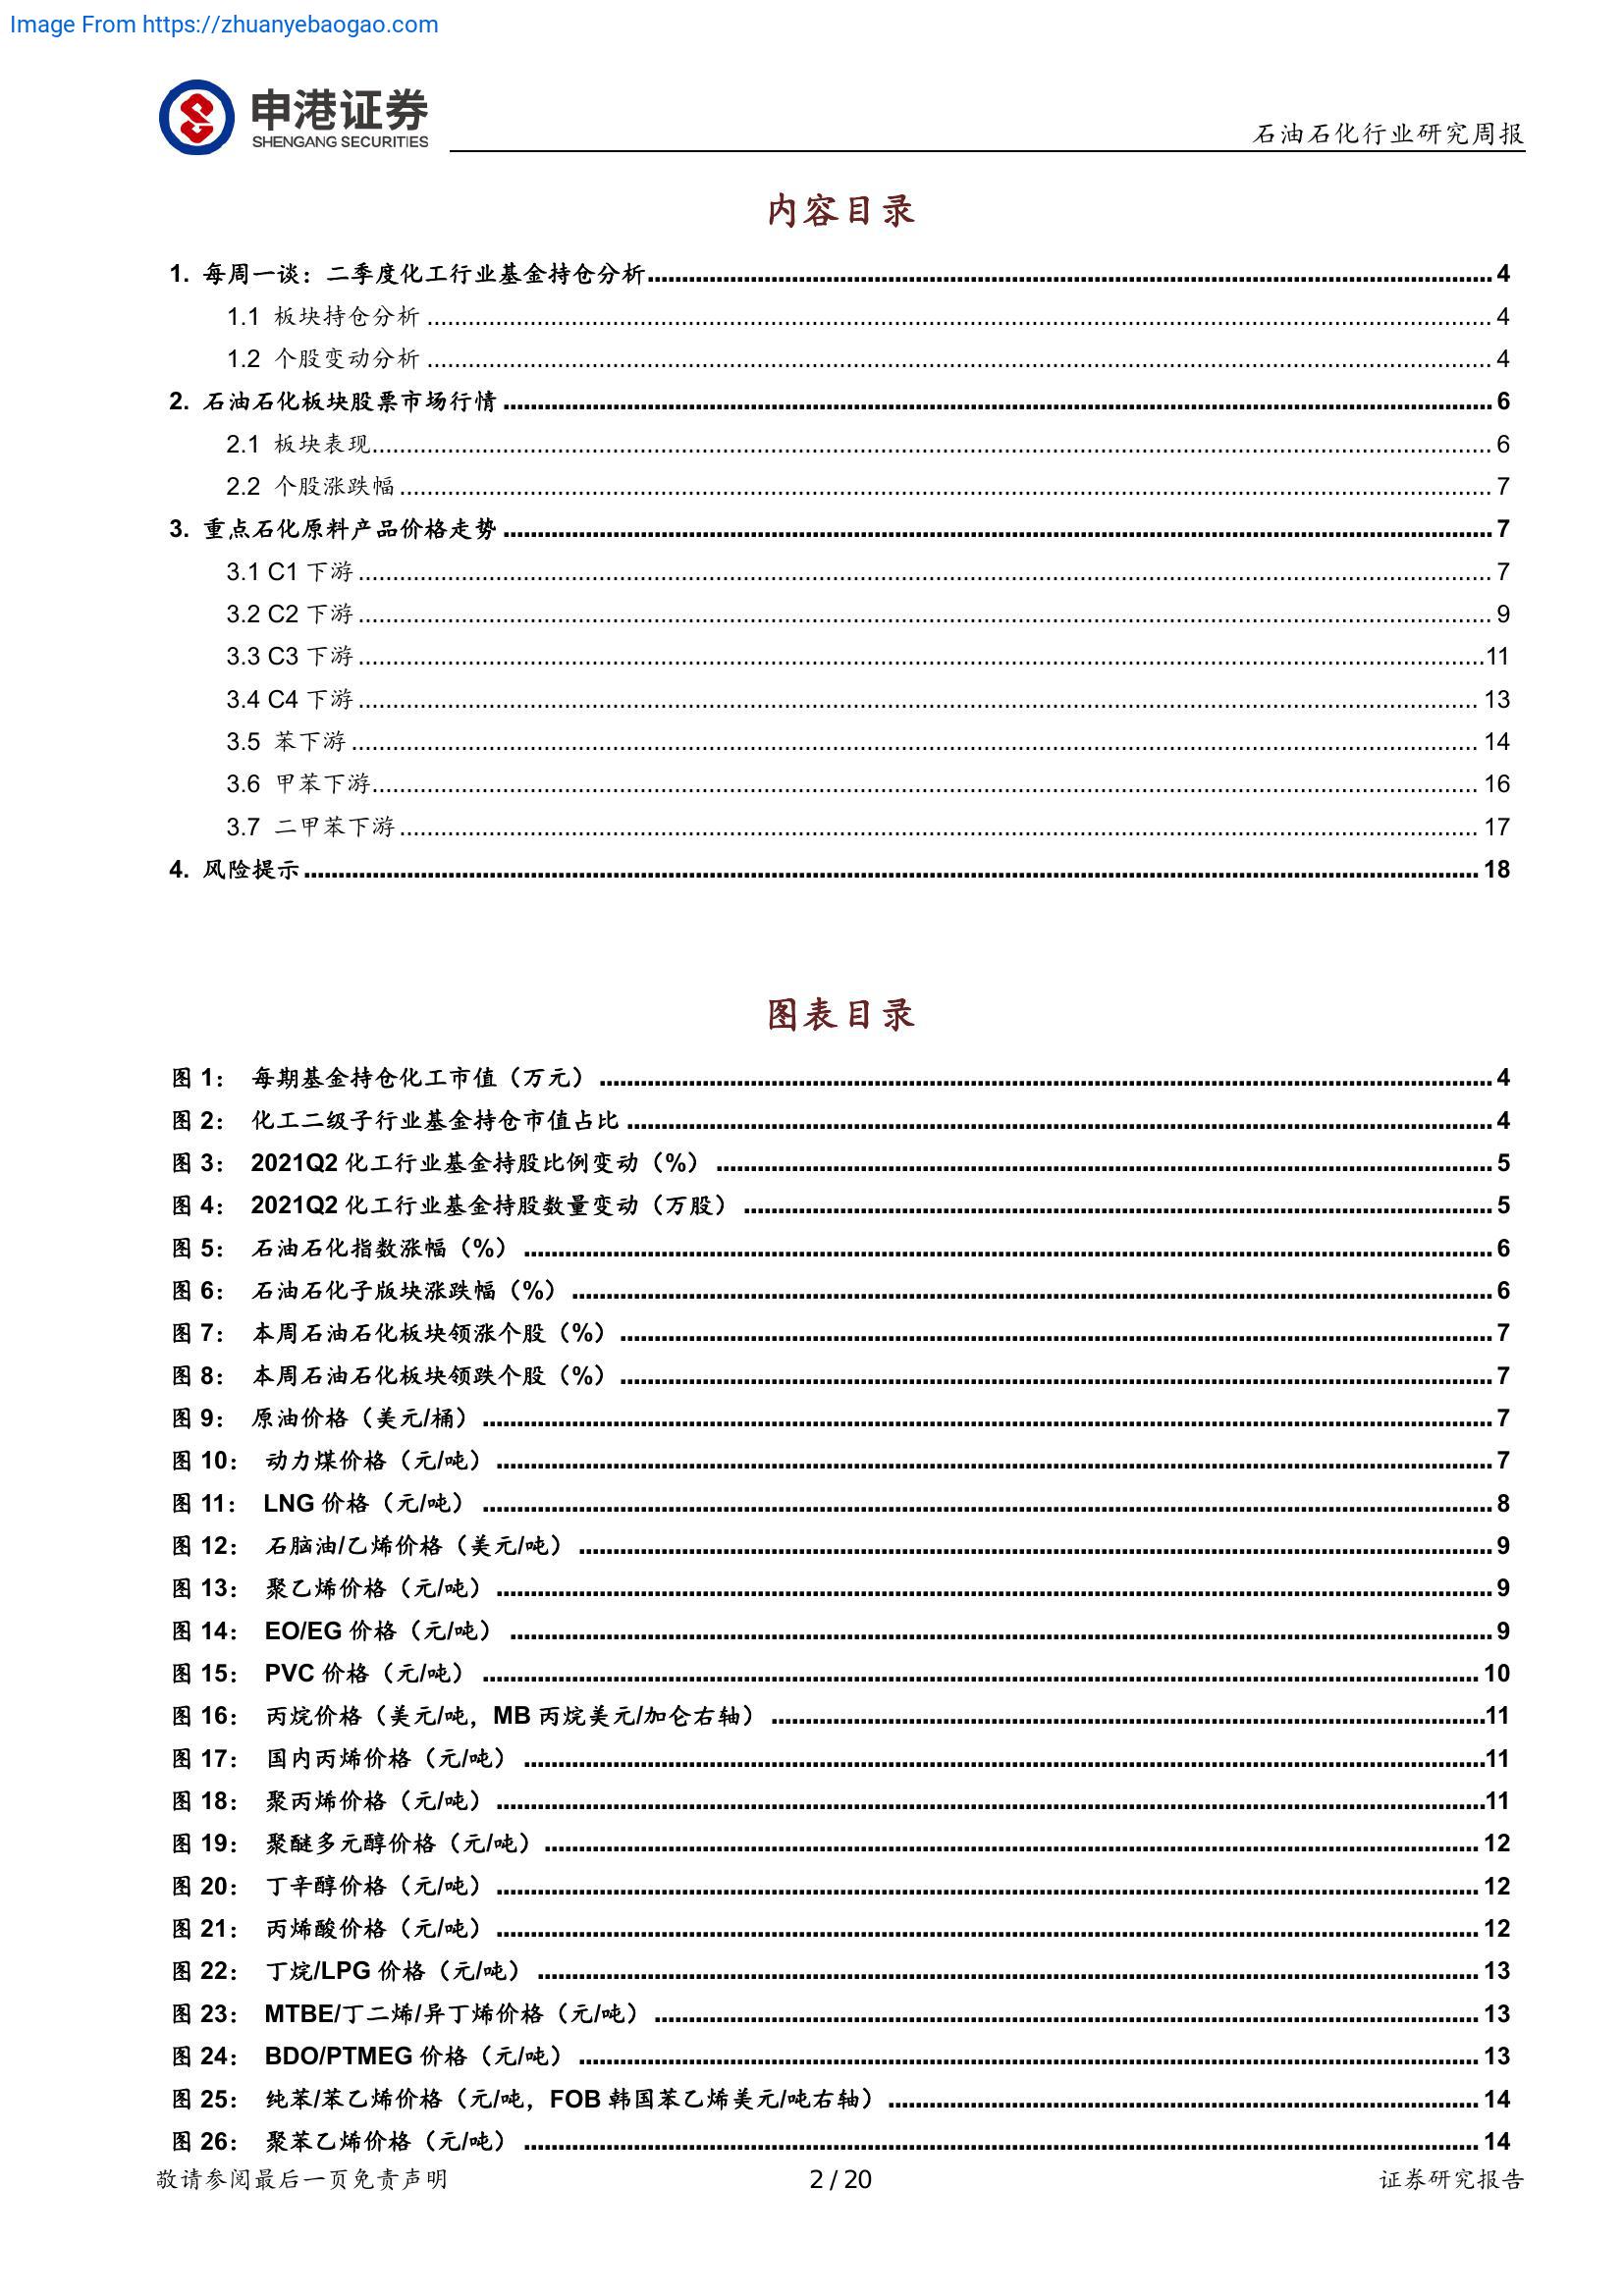 Image From https://zhuanyebaogao.com
申港证券
SHENGANG SECURITIES
石油石化行业研究周报
内容目录
1. 每周一谈：二季度化工行业基金持仓分析 4
1.1 板块持仓分析 4
1.2 个股变动分析 4
2. 石油石化板块股票市场行情 6
2.1 板块表现 6
2.2 个股涨跌幅 7
3. 重点石化原料产品价格走势 7
3.1 C1 下游 7
3.2 C2 下游 9
3.3 C3 下游 11
3.4 C4 下游 13
3.5 苯下游 14
3.6 甲苯下游 16
3.7 二甲苯下游 17
4. 风险提示 18
图表目录
图 1： 每期基金持仓化工市值（万元） 4
图 2： 化工二级子行业基金持仓市值占比 4
图 3： 2021Q2 化工行业基金持股比例变动（%） 5
图 4： 2021Q2 化工行业基金持股数量变动（万股） 5
图 5： 石油石化指数涨幅（%） 6
图 6： 石油石化子版块涨跌幅（%） 6
图 7： 本周石油石化板块领涨个股（%） 7
图 8： 本周石油石化板块领跌个股（%） 7
图 9： 原油价格（美元/桶） 7
图 10： 动力煤价格（元/吨） 7
图 11： LNG 价格（元/吨） 8
图 12： 石脑油/乙烯价格（美元/吨） 9
图 13： 聚乙烯价格（元/吨） 9
图 14： EO/EG 价格（元/吨） 9
图 15： PVC 价格（元/吨） 10
图 16： 丙烷价格（美元/吨，MB 丙烷美元/加仑右轴） 11
图 17： 国内丙烯价格（元/吨） 11
图 18： 聚丙烯价格（元/吨） 11
图 19： 聚醚多元醇价格（元/吨） 12
图 20： 丁辛醇价格（元/吨） 12
图 21： 丙烯酸价格（元/吨） 12
图 22： 丁烷/LPG 价格（元/吨） 13
图 23： MTBE/丁二烯/异丁烯价格（元/吨） 13
图 24： BDO/PTMEG 价格（元/吨） 13
图 25： 纯苯/苯乙烯价格（元/吨，FOB 韩国苯乙烯美元/吨右轴） 14
图 26： 聚苯乙烯价格（元/吨） 14
敬请参阅最后一页免责声明
2 / 20
证券研究报告